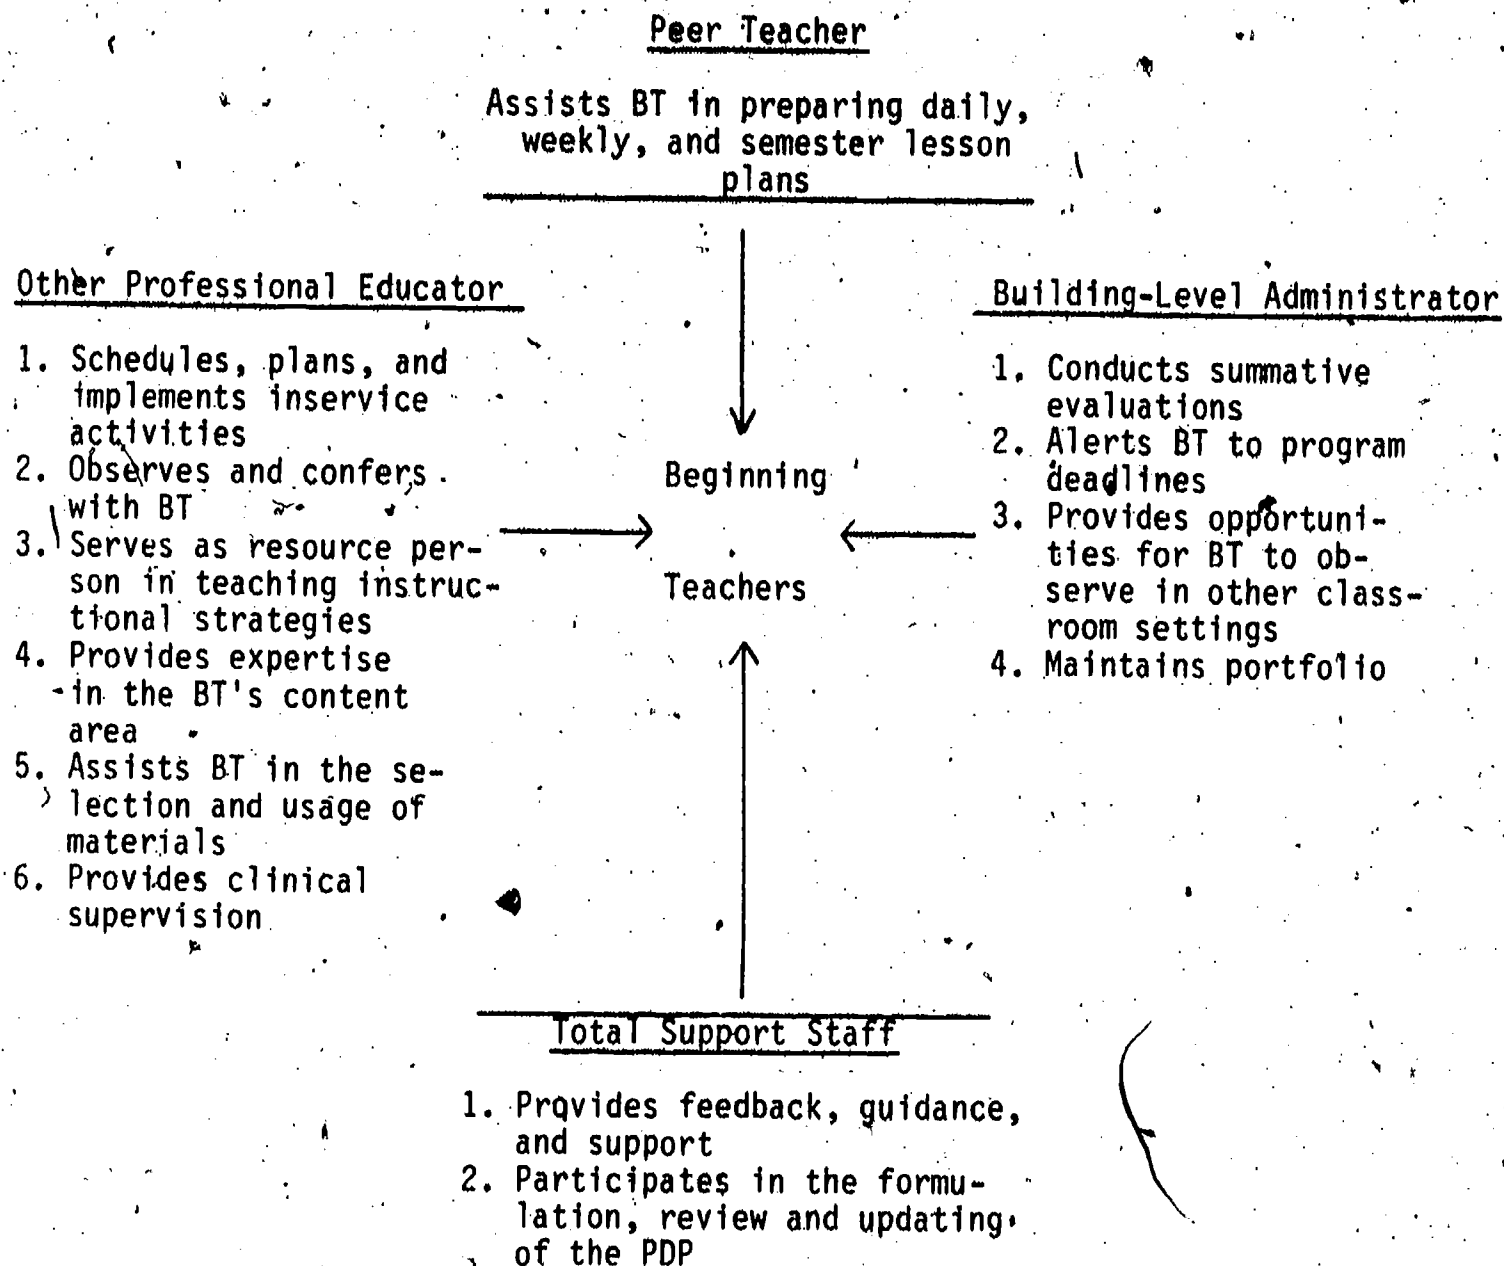 Peer Teacher
Assists BT in preparing daily,
weekly, and semester lesson
plans
Other Professional Educator
1. Schedules, plans, and
implements inservice
activities
2. Observes and confers
with BT
3. Serves as resource per-
son in teaching instruc-
tional strategies
4. Provides expertise
in the BT's content
area
5. Assists BT in the se-
lection and usage of
materials
6. Provides clinical
supervision
Beginning
Teachers
Building-Level Administrator
1. Conducts summative
evaluations
2. Alerts BT to program
deadlines
3. Provides opportuni-
ties for BT to ob-
serve in other class-
room settings
4. Maintains portfolio
Total Support Staff
1. Provides feedback, guidance,
and support
2. Participates in the formu-
lation, review and updating
of the PDP